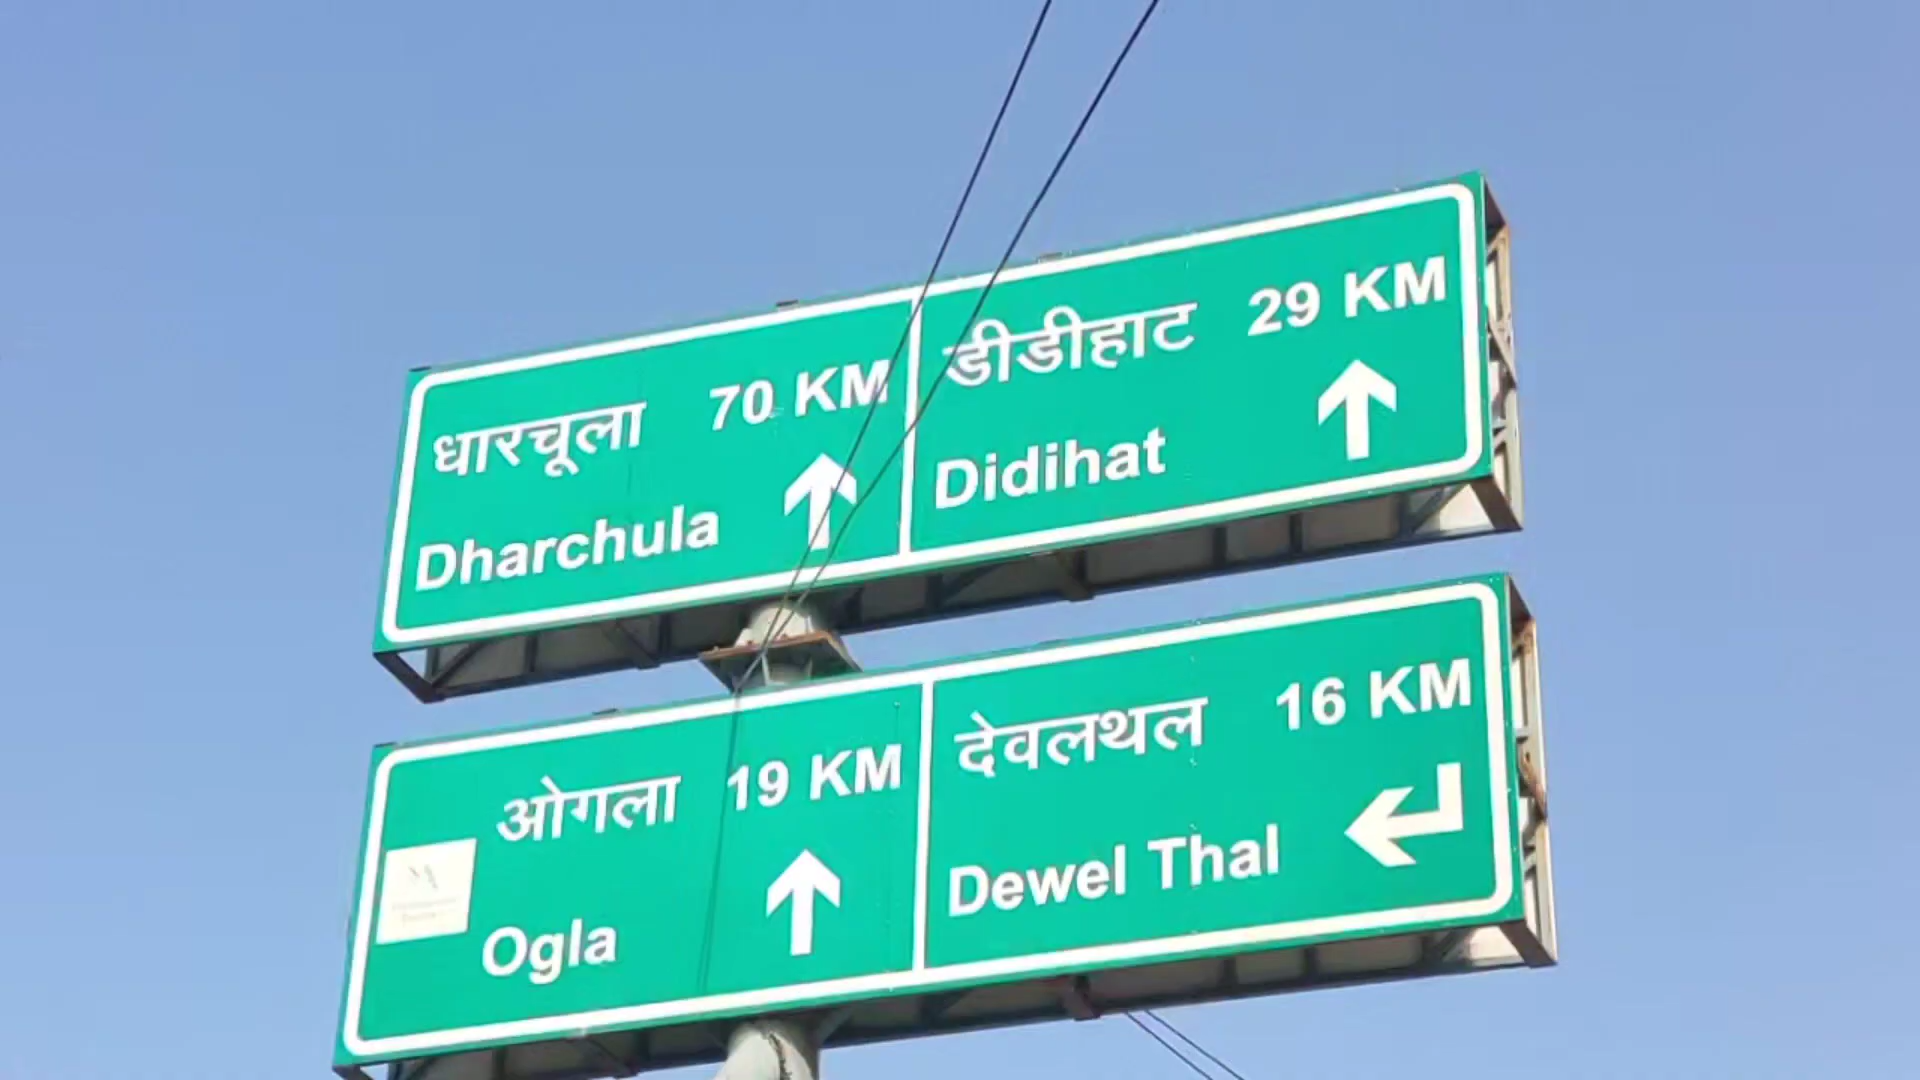 धारचूला 70 KM
Dharchula
डीडीहाट 29 KM
Didihat
ओगला 19 KM
Ogla
देवलथल 16 KM
Dewel Thal